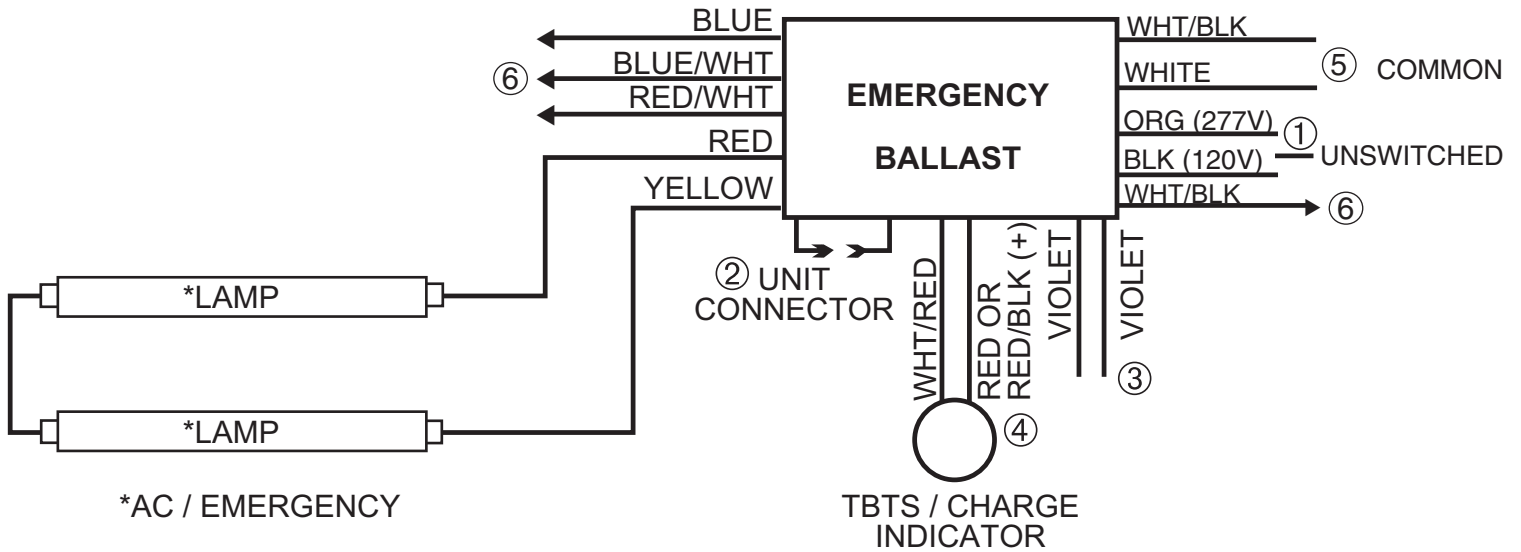 BLUE
BLUE/WHT
⑥
RED/WHT
RED
YELLOW
EMERGENCY
BALLAST
WHT/BLK
⑤ COMMON
WHITE
ORG (277V)
①
UNSWITCHED
BLK (120V)
WHT/BLK
⑥
② UNIT
CONNECTOR
WHT/RED
RED OR
RED/BLK (+)
VIOLET
VIOLET
③
④
TBTS / CHARGE
INDICATOR
*LAMP
*LAMP
*AC / EMERGENCY